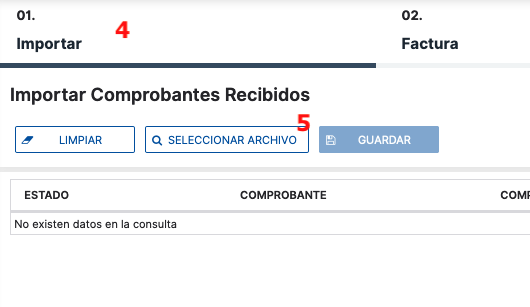 01.
02.
Importar
4
Factura
Importar Comprobantes Recibidos
5
LIMPIAR
SELECCIONAR ARCHIVO
GUARDAR
ESTADO
COMPROBANTE
COMP
No existen datos en la consulta